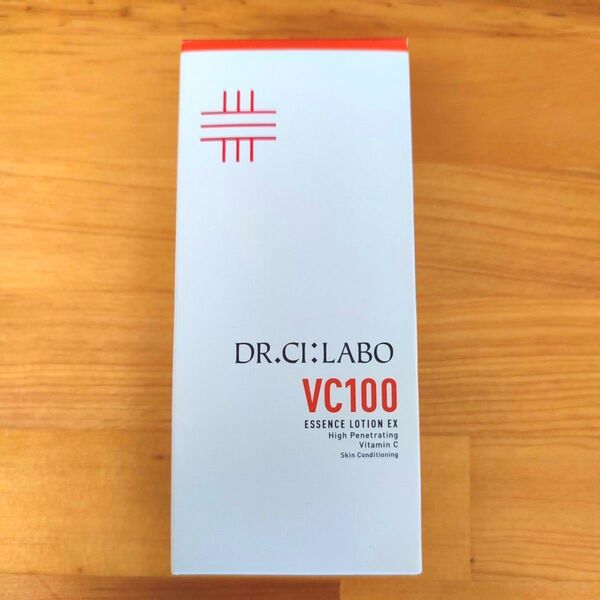 DR.CI:LABO
VC100
ESSENCE LOTION EX
High Penetrating
Vitamin C
Skin Conditioning